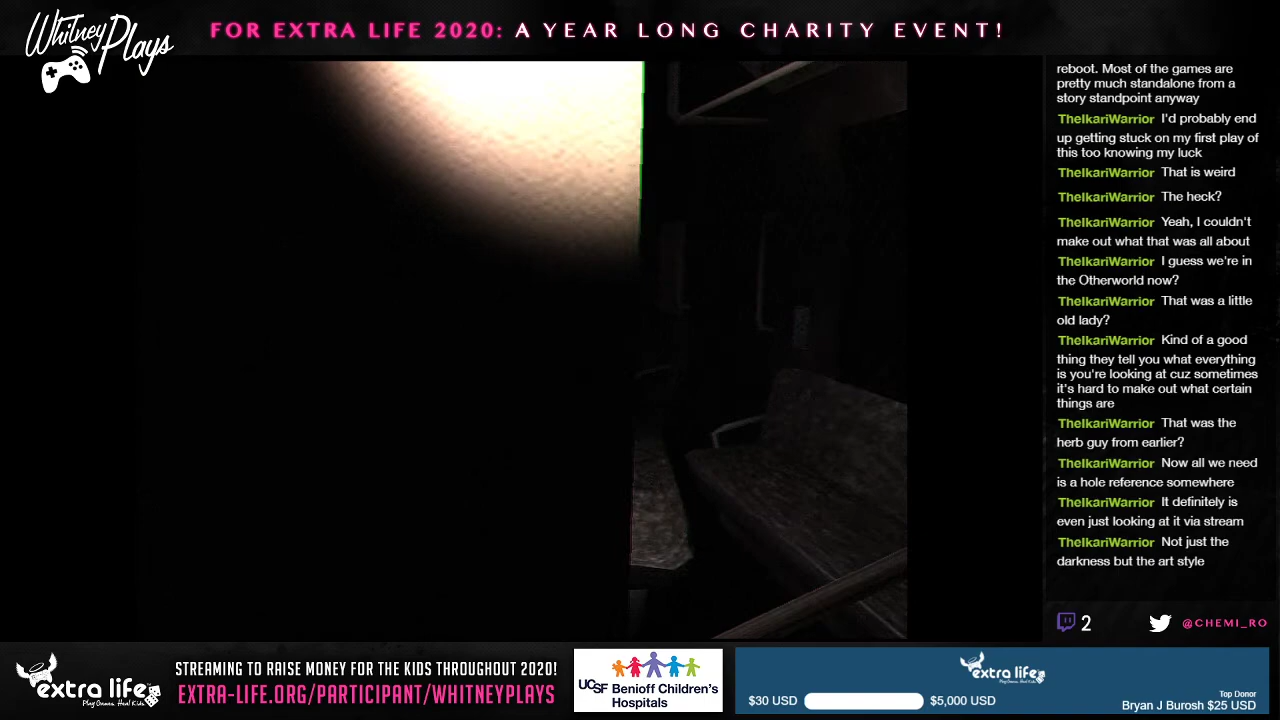 Whitney Plays
FOR EXTRA LIFE 2020: A YEAR LONG CHARITY EVENT!
reboot. Most of the games are
pretty much standalone from a
story standpoint anyway
TheIkariWarrior I'd probably end
up getting stuck on my first play of
this too knowing my luck
TheIkariWarrior That is weird
TheIkariWarrior The heck?
TheIkariWarrior Yeah, I couldn't
make out what that was all about
TheIkariWarrior I guess we're in
the Otherworld now?
TheIkariWarrior That was a little
old lady?
TheIkariWarrior Kind of a good
thing they tell you what everything
is you're looking at cuz sometimes
it's hard to make out what certain
things are
TheIkariWarrior That was the
herb guy from earlier?
TheIkariWarrior Now all we need
is a hole reference somewhere
TheIkariWarrior It definitely is
even just looking at it via stream
TheIkariWarrior Not just the
darkness but the art style
2
@CHEMI_RO
extra life
Play Games. Heal Kids.
STREAMING TO RAISE MONEY FOR THE KIDS THROUGHOUT 2020!
EXTRA-LIFE.ORG/PARTICIPANT/WHITNEYPLAYS
UCSF Benioff Children's
Hospitals
extra life
Play Games. Heal Kids.
$30 USD
$5,000 USD
Top Donor
Bryan J Burosh $25 USD